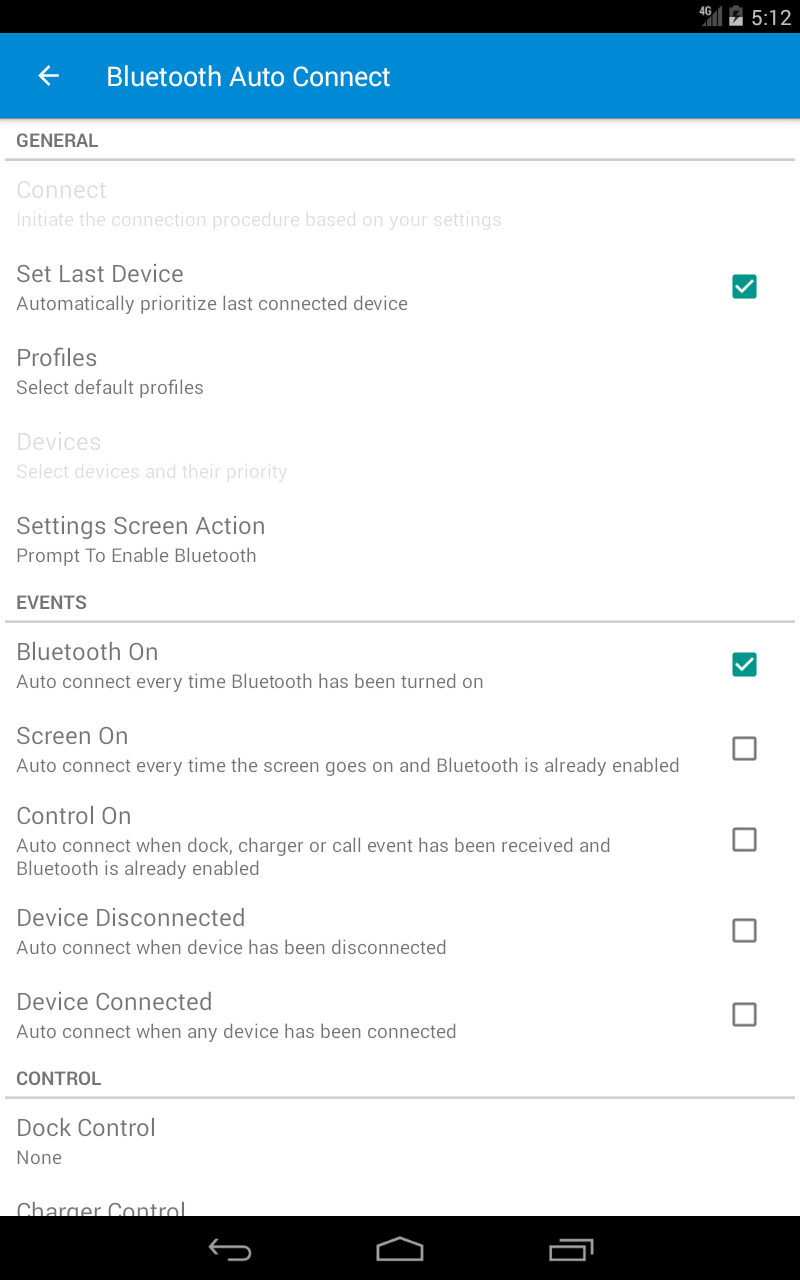 4G 5:12
Bluetooth Auto Connect
GENERAL
Connect
Initiate the connection procedure based on your settings
Set Last Device
Automatically prioritize last connected device
Profiles
Select default profiles
Devices
Select devices and their priority
Settings Screen Action
Prompt To Enable Bluetooth
EVENTS
Bluetooth On
Auto connect every time Bluetooth has been turned on
Screen On
Auto connect every time the screen goes on and Bluetooth is already enabled
Control On
Auto connect when dock, charger or call event has been received and
Bluetooth is already enabled
Device Disconnected
Auto connect when device has been disconnected
Device Connected
Auto connect when any device has been connected
CONTROL
Dock Control
None
Charger Control